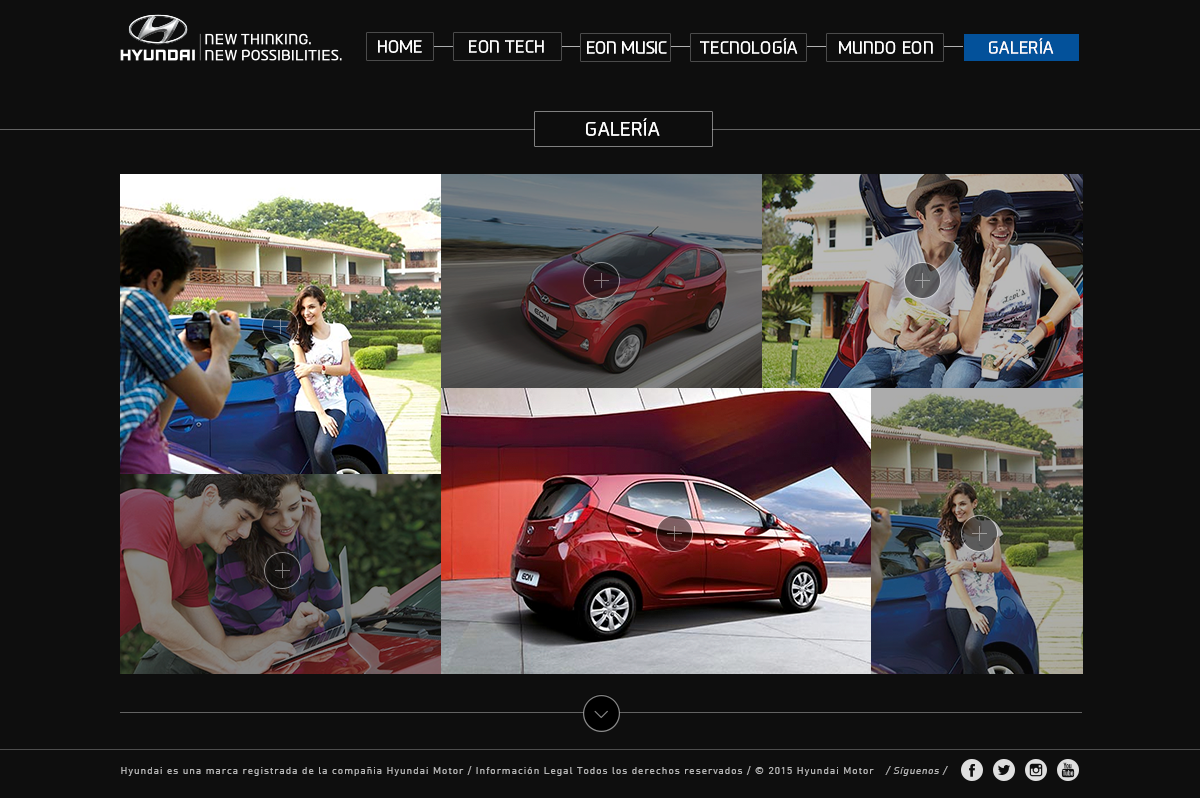 HYUNDAI
NEW THINKING.
NEW POSSIBILITIES.
HOME
EON TECH
EON MUSIC
TECNOLOGÍA
MUNDO EON
GALERÍA
GALERÍA
EON
EON
Hyundai es una marca registrada de la compañia Hyundai Motor / Información Legal Todos los derechos reservados / © 2015 Hyundai Motor / Síguenos /
You
Tube